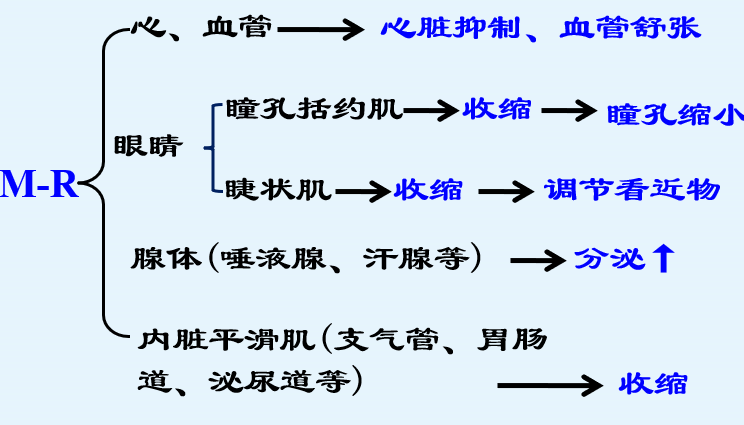 心、血管 → 心脏抑制、血管舒张
瞳孔括约肌 → 收缩 → 瞳孔缩小
眼睛
M-R
睫状肌 → 收缩 → 调节看近物
腺体(唾液腺、汗腺等) → 分泌↑
内脏平滑肌(支气管、胃肠
道、泌尿道等) → 收缩